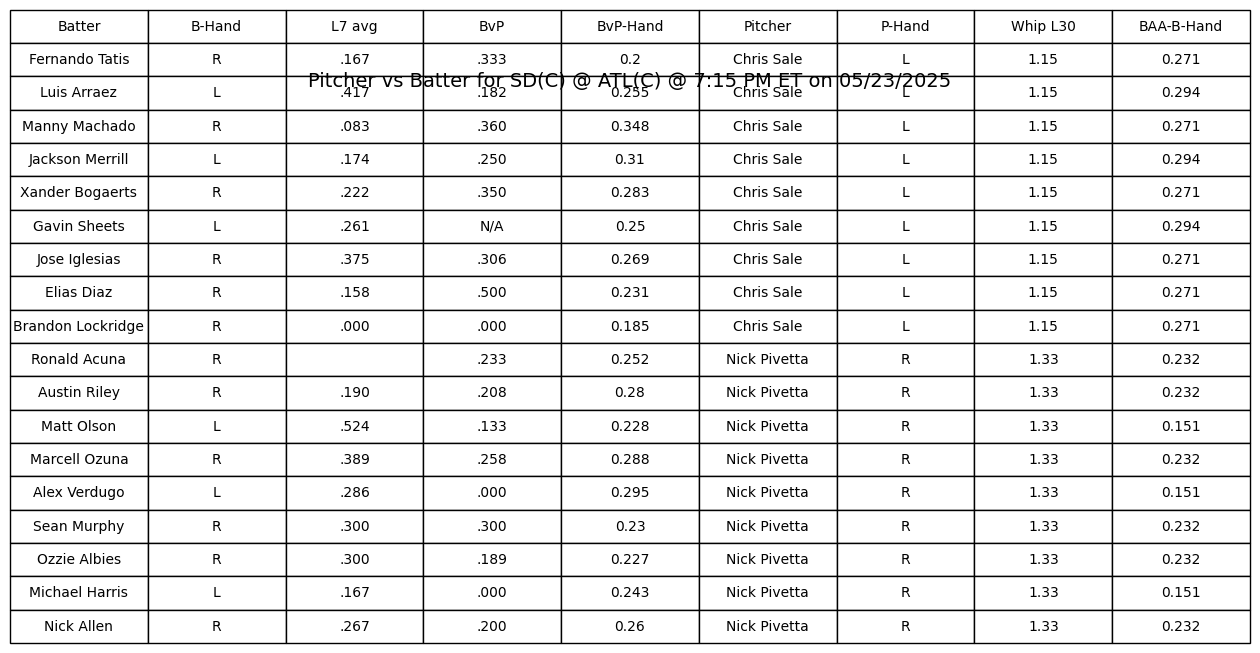 Batter B-Hand L7 avg BvP BvP-Hand Pitcher P-Hand Whip L30 BAA-B-Hand
Fernando Tatis R .167 .333 0.2 Chris Sale L 1.15 0.271
Pitcher vs Batter for SD(C) @ ATL(C) @ 7:15 PM ET on 05/23/2025
Luis Arraez L .417 .182 0.255 Chris Sale L 1.15 0.294
Manny Machado R .083 .360 0.348 Chris Sale L 1.15 0.271
Jackson Merrill L .174 .250 0.31 Chris Sale L 1.15 0.294
Xander Bogaerts R .222 .350 0.283 Chris Sale L 1.15 0.271
Gavin Sheets L .261 N/A 0.25 Chris Sale L 1.15 0.294
Jose Iglesias R .375 .306 0.269 Chris Sale L 1.15 0.271
Elias Diaz R .158 .500 0.231 Chris Sale L 1.15 0.271
Brandon Lockridge R .000 .000 0.185 Chris Sale L 1.15 0.271
Ronald Acuna R .233 0.252 Nick Pivetta R 1.33 0.232
Austin Riley R .190 .208 0.28 Nick Pivetta R 1.33 0.232
Matt Olson L .524 .133 0.228 Nick Pivetta R 1.33 0.151
Marcell Ozuna R .389 .258 0.288 Nick Pivetta R 1.33 0.232
Alex Verdugo L .286 .000 0.295 Nick Pivetta R 1.33 0.151
Sean Murphy R .300 .300 0.23 Nick Pivetta R 1.33 0.232
Ozzie Albies R .300 .189 0.227 Nick Pivetta R 1.33 0.232
Michael Harris L .167 .000 0.243 Nick Pivetta R 1.33 0.151
Nick Allen R .267 .200 0.26 Nick Pivetta R 1.33 0.232